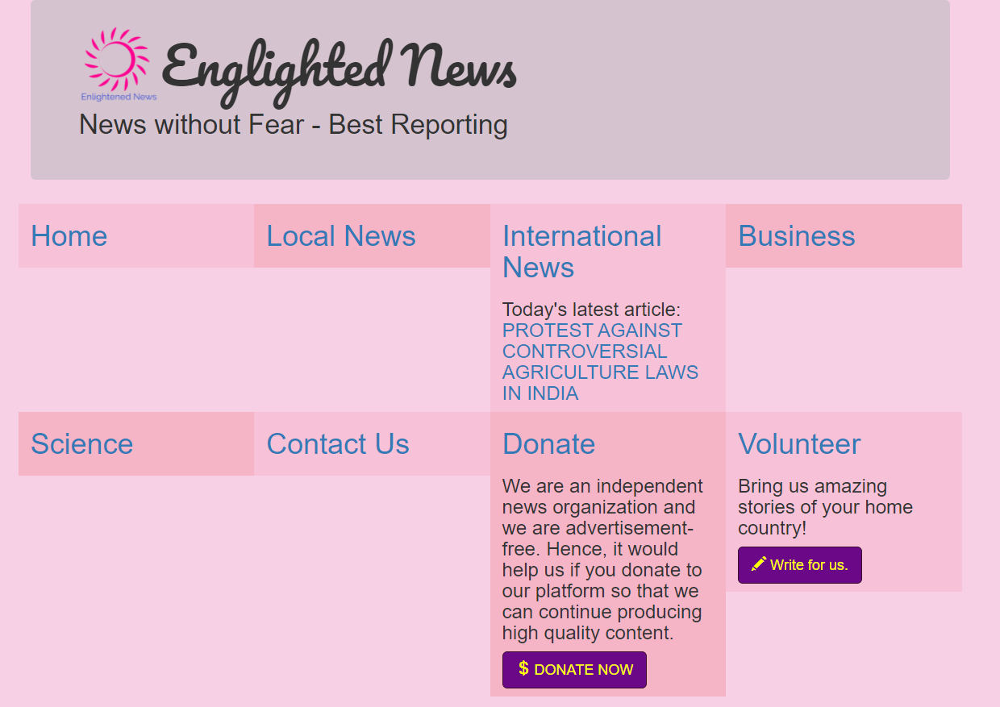 Enlightened News
Englighted News
News without Fear - Best Reporting
Home
Local News
International
News
Today's latest article:
PROTEST AGAINST
CONTROVERSIAL
AGRICULTURE LAWS
IN INDIA
Business
Science
Contact Us
Donate
We are an independent
news organization and
we are advertisement-
free. Hence, it would
help us if you donate to
our platform so that we
can continue producing
high quality content.
$ DONATE NOW
Volunteer
Bring us amazing
stories of your home
country!
Write for us.